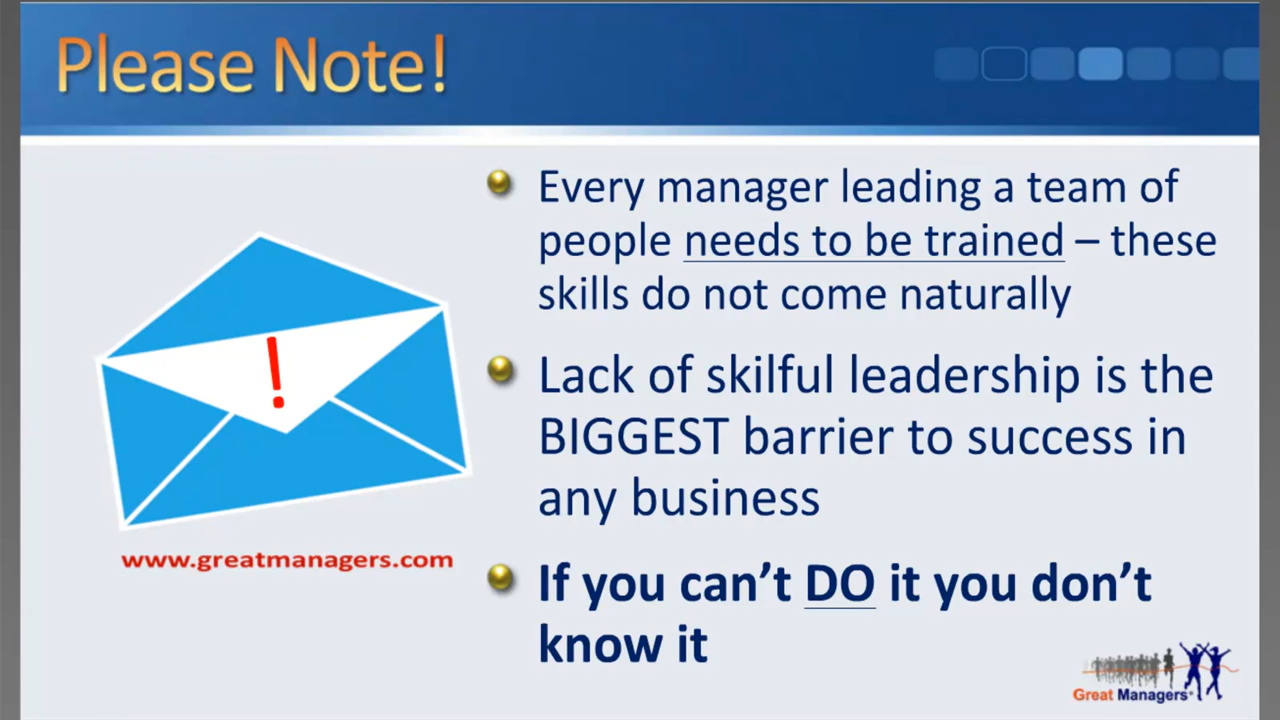 Please Note!
Every manager leading a team of
people needs to be trained – these
skills do not come naturally
Lack of skilful leadership is the
BIGGEST barrier to success in
any business
If you can’t DO it you don’t
know it
!
www.greatmanagers.com
Great Managers